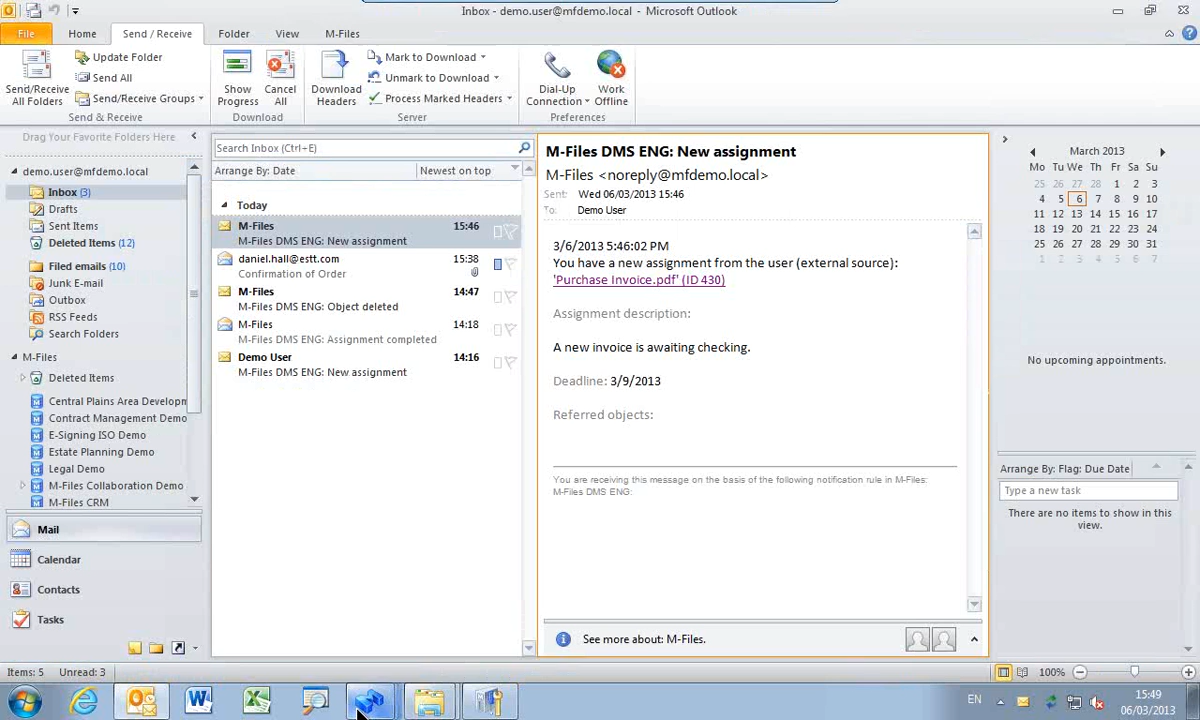 Inbox - demo.user@mfdemo.local - Microsoft Outlook
File
Home
Send / Receive
Folder
View
M-Files
Send/Receive
All Folders
Update Folder
Send All
Send/Receive Groups
Send & Receive
Show
Progress
Cancel
All
Download
Download
Headers
Mark to Download
Unmark to Download
Process Marked Headers
Server
Dial-Up
Connection
Work
Offline
Preferences
Drag Your Favorite Folders Here
demo.user@mfdemo.local
Inbox (3)
Drafts
Sent Items
Deleted Items (12)
Filed emails (10)
Junk E-mail
Outbox
RSS Feeds
Search Folders
M-Files
Deleted Items
Central Plains Area Developm
Contract Management Demo
E-Signing ISO Demo
Estate Planning Demo
Legal Demo
M-Files Collaboration Demo
M-Files CRM
Mail
Calendar
Contacts
Tasks
Search Inbox (Ctrl+E)
Arrange By: Date
Newest on top
Today
M-Files 15:46
M-Files DMS ENG: New assignment
daniel.hall@estt.com 15:38
Confirmation of Order
M-Files 14:47
M-Files DMS ENG: Object deleted
M-Files 14:18
M-Files DMS ENG: Assignment completed
Demo User 14:16
M-Files DMS ENG: New assignment
M-Files DMS ENG: New assignment
M-Files <noreply@mfdemo.local>
Sent: Wed 06/03/2013 15:46
To: Demo User
3/6/2013 5:46:02 PM
You have a new assignment from the user (external source):
'Purchase Invoice.pdf' (ID 430)
Assignment description:
A new invoice is awaiting checking.
Deadline: 3/9/2013
Referred objects:
You are receiving this message on the basis of the following notification rule in M-Files:
M-Files DMS ENG:
See more about: M-Files.
March 2013
Mo Tu We Th Fr Sa Su
25 26 27 28 1 2 3
4 5 6 7 8 9 10
11 12 13 14 15 16 17
18 19 20 21 22 23 24
25 26 27 28 29 30 31
No upcoming appointments.
Arrange By: Flag: Due Date
Type a new task
There are no items to show in this
view.
Items: 5
Unread: 3
100%
EN
15:49
06/03/2013